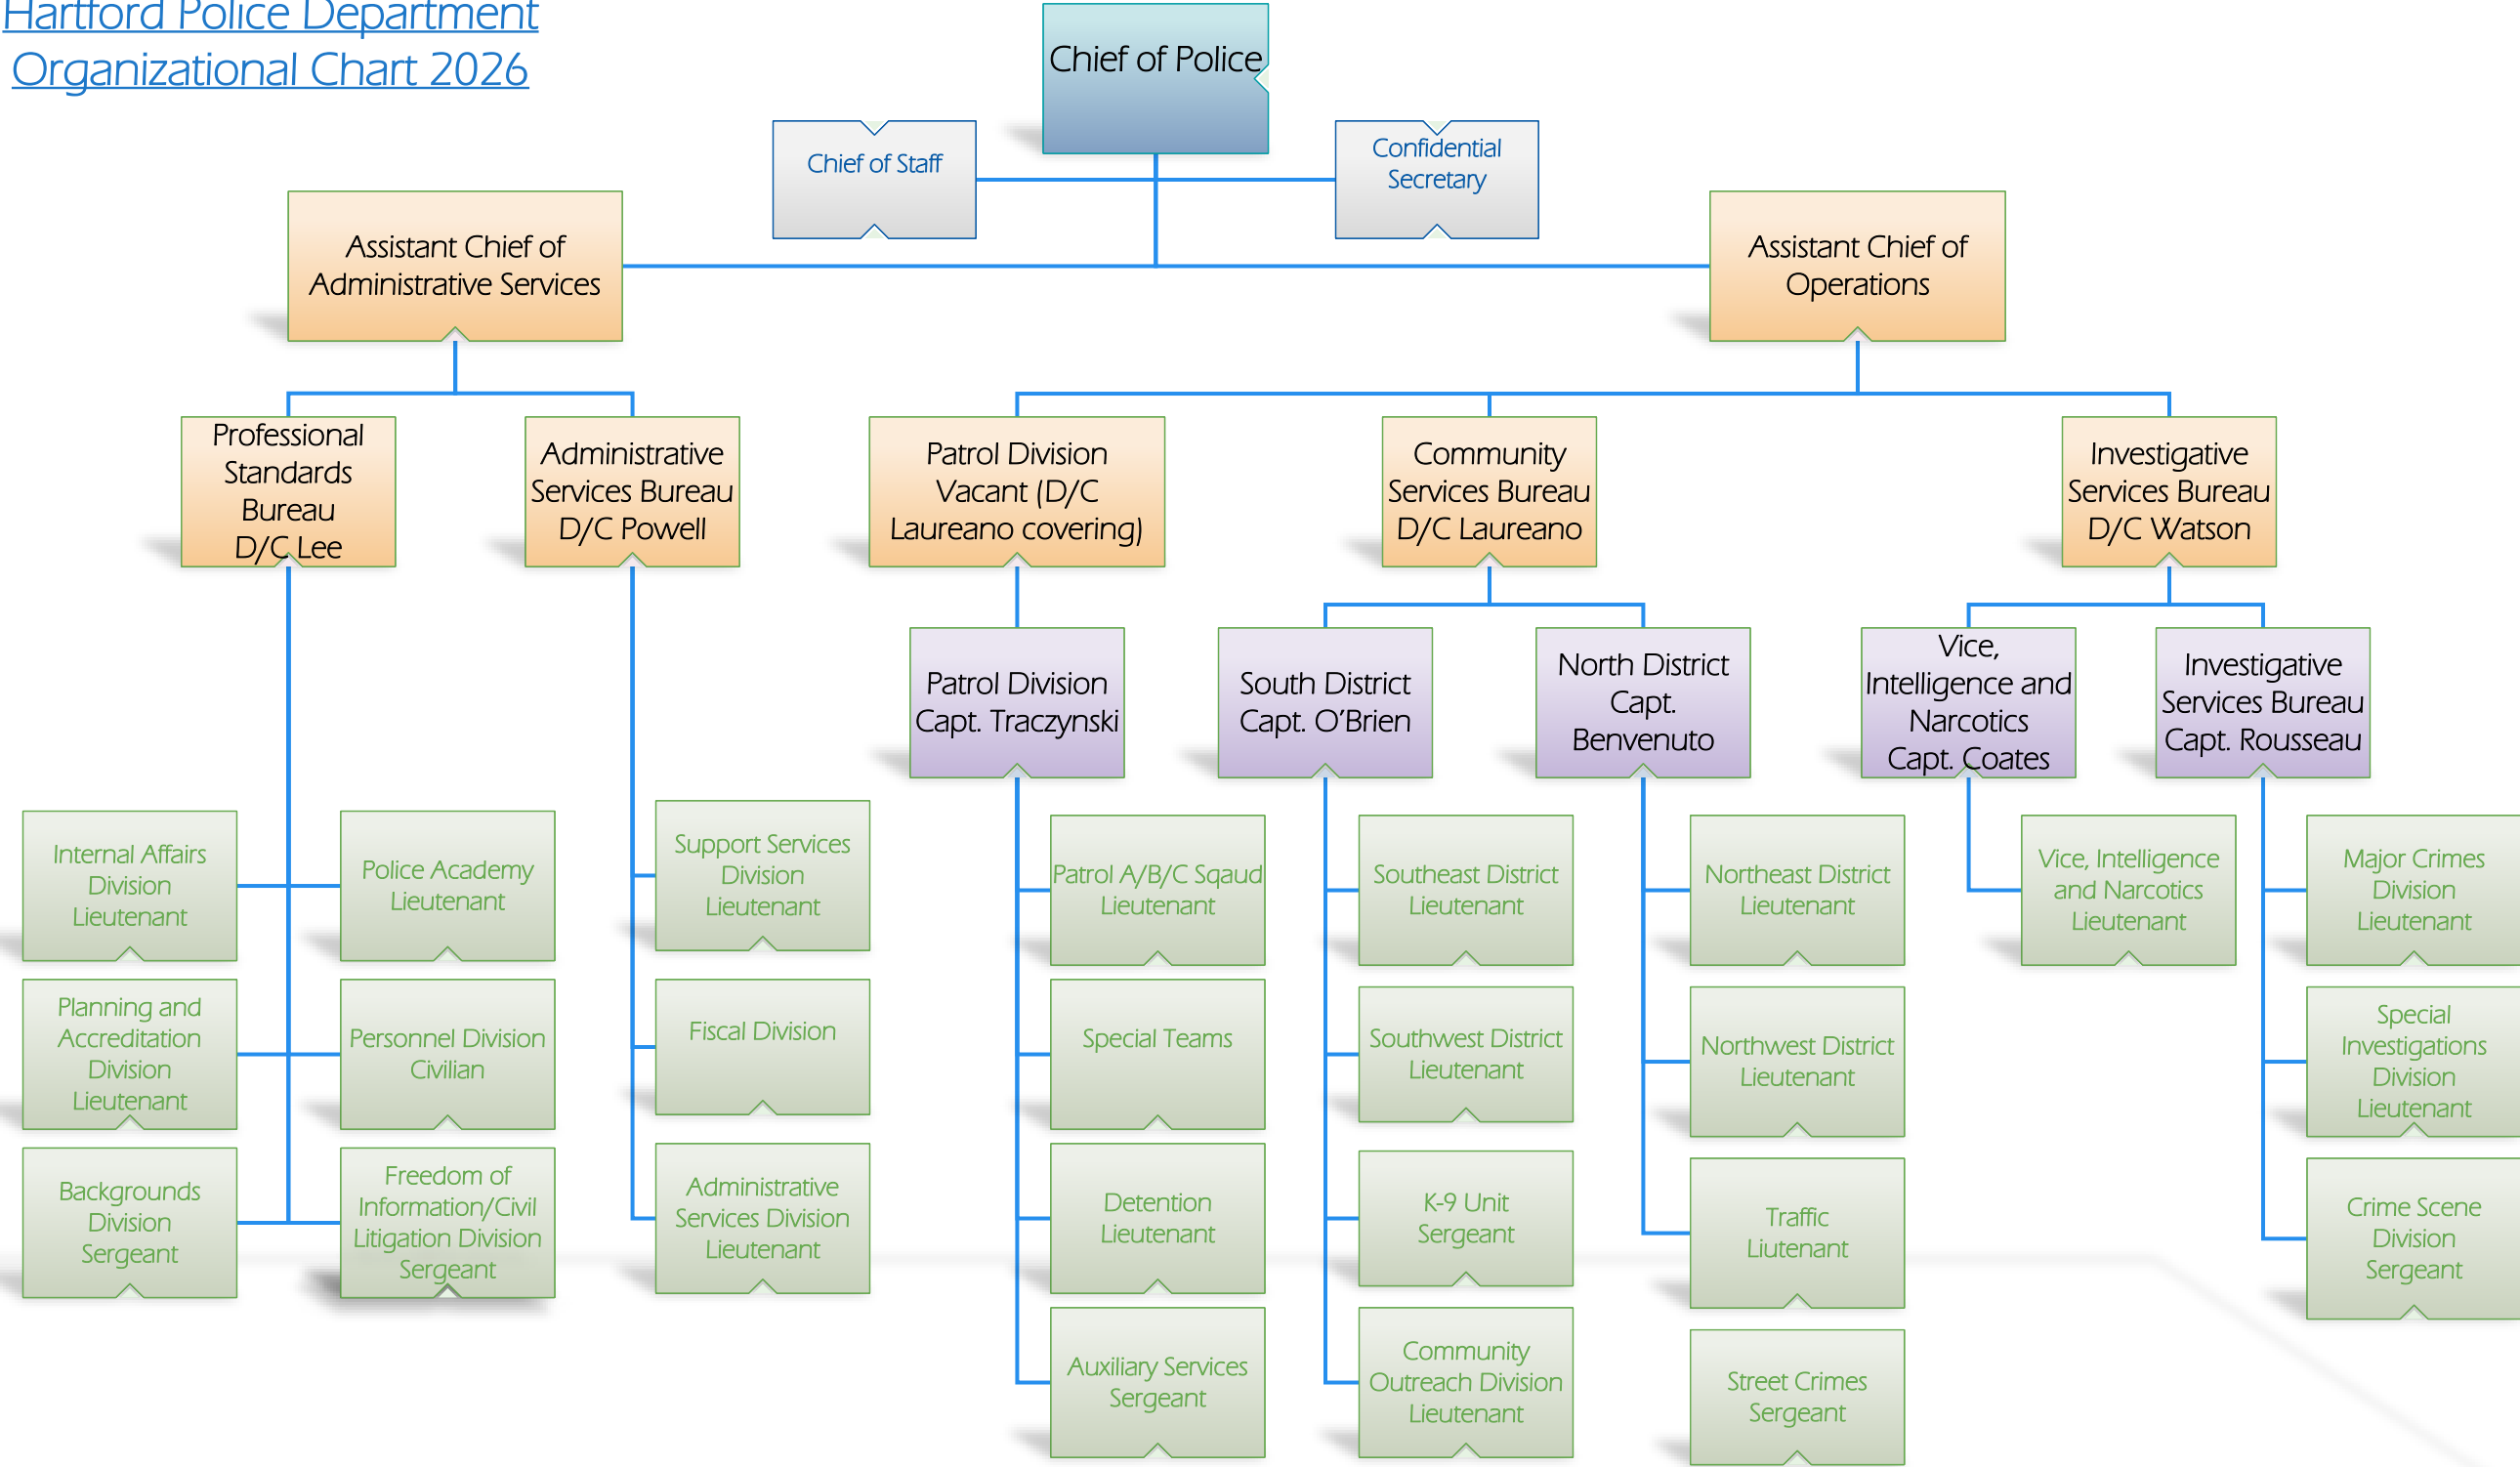 Hartford Police Department
Organizational Chart 2026
Chief of Police
Chief of Staff
Confidential
Secretary
Assistant Chief of
Administrative Services
Assistant Chief of
Operations
Professional
Standards
Bureau
D/C Lee
Administrative
Services Bureau
D/C Powell
Patrol Division
Vacant (D/C
Laureano covering)
Community
Services Bureau
D/C Laureano
Investigative
Services Bureau
D/C Watson
Patrol Division
Capt. Traczynski
South District
Capt. O’Brien
North District
Capt.
Benvenuto
Vice,
Intelligence and
Narcotics
Capt. Coates
Investigative
Services Bureau
Capt. Rousseau
Internal Affairs
Division
Lieutenant
Police Academy
Lieutenant
Support Services
Division
Lieutenant
Patrol A/B/C Sqaud
Lieutenant
Southeast District
Lieutenant
Northeast District
Lieutenant
Vice, Intelligence
and Narcotics
Lieutenant
Major Crimes
Division
Lieutenant
Planning and
Accreditation
Division
Lieutenant
Personnel Division
Civilian
Fiscal Division
Special Teams
Southwest District
Lieutenant
Northwest District
Lieutenant
Special
Investigations
Division
Lieutenant
Backgrounds
Division
Sergeant
Freedom of
Information/Civil
Litigation Division
Sergeant
Administrative
Services Division
Lieutenant
Detention
Lieutenant
K-9 Unit
Sergeant
Traffic
Liutenant
Crime Scene
Division
Sergeant
Auxiliary Services
Sergeant
Community
Outreach Division
Lieutenant
Street Crimes
Sergeant